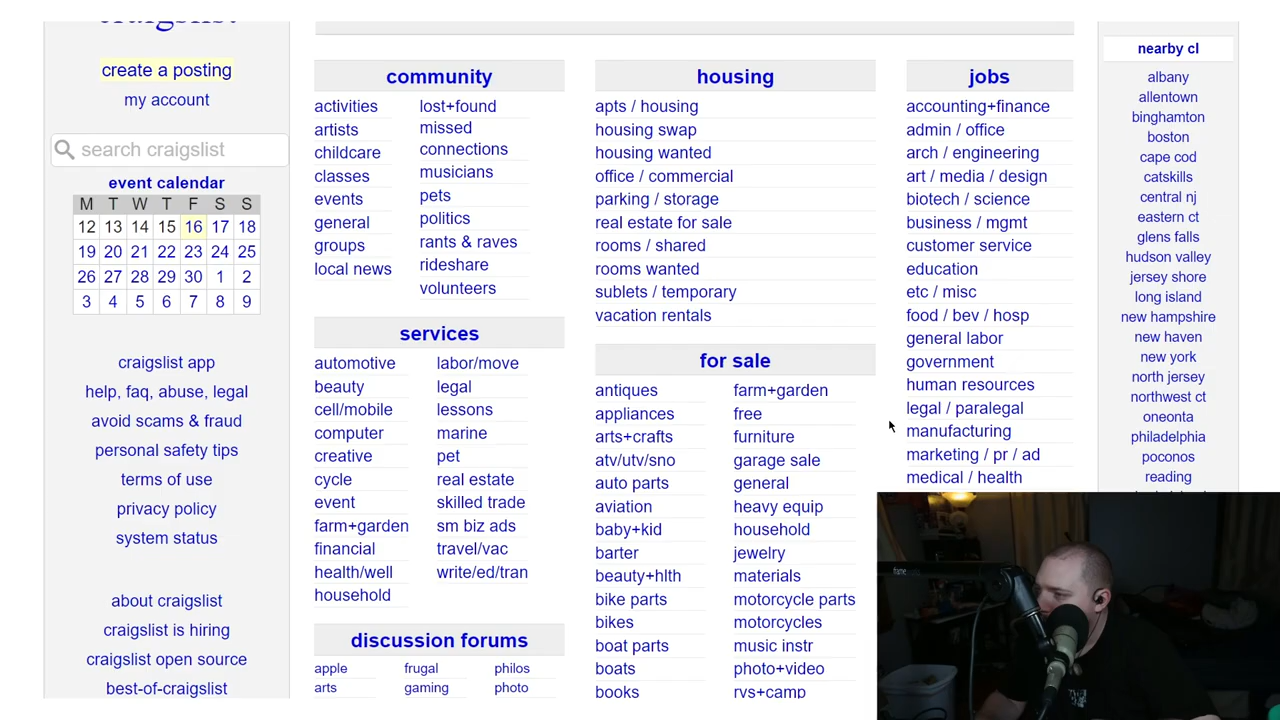 craigslist
create a posting
my account
search craigslist
event calendar
M T W T F S S
12 13 14 15 16 17 18
19 20 21 22 23 24 25
26 27 28 29 30 1 2
3 4 5 6 7 8 9
craigslist app
help, faq, abuse, legal
avoid scams & fraud
personal safety tips
terms of use
privacy policy
system status
about craigslist
craigslist is hiring
craigslist open source
best-of-craigslist
community
activities
artists
childcare
classes
events
general
groups
local news
lost+found
missed
connections
musicians
pets
politics
rants & raves
rideshare
volunteers
services
automotive
beauty
cell/mobile
computer
creative
cycle
event
farm+garden
financial
health/well
household
labor/move
legal
lessons
marine
pet
real estate
skilled trade
sm biz ads
travel/vac
write/ed/tran
discussion forums
apple
arts
frugal
gaming
philos
photo
housing
apts / housing
housing swap
housing wanted
office / commercial
parking / storage
real estate for sale
rooms / shared
rooms wanted
sublets / temporary
vacation rentals
for sale
antiques
appliances
arts+crafts
atv/utv/sno
auto parts
aviation
baby+kid
barter
beauty+hlth
bike parts
bikes
boat parts
boats
books
farm+garden
free
furniture
garage sale
general
heavy equip
household
jewelry
materials
motorcycle parts
motorcycles
music instr
photo+video
rvs+camp
jobs
accounting+finance
admin / office
arch / engineering
art / media / design
biotech / science
business / mgmt
customer service
education
etc / misc
food / bev / hosp
general labor
government
human resources
legal / paralegal
manufacturing
marketing / pr / ad
medical / health
nearby cl
albany
allentown
binghamton
boston
cape cod
catskills
central nj
eastern ct
glens falls
hudson valley
jersey shore
long island
new hampshire
new haven
new york
north jersey
northwest ct
oneonta
philadelphia
poconos
reading